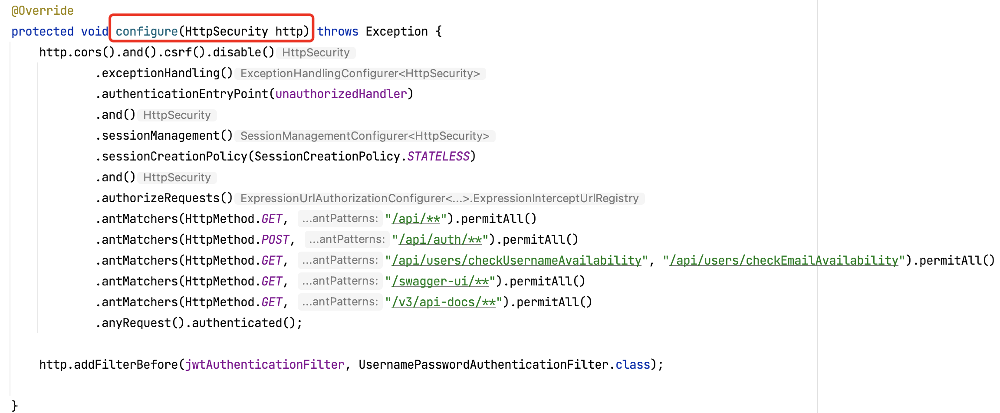 @Override
protected void configure(HttpSecurity http) throws Exception {
http.cors().and().csrf().disable() HttpSecurity
.exceptionHandling() ExceptionHandlingConfigurer<HttpSecurity>
.authenticationEntryPoint(unauthorizedHandler)
.and() HttpSecurity
.sessionManagement() SessionManagementConfigurer<HttpSecurity>
.sessionCreationPolicy(SessionCreationPolicy.STATELESS)
.and() HttpSecurity
.authorizeRequests() ExpressionUrlAuthorizationConfigurer<...>.ExpressionInterceptUrlRegistry
.antMatchers(HttpMethod.GET, ...antPatterns: "/api/**").permitAll()
.antMatchers(HttpMethod.POST, ...antPatterns: "/api/auth/**").permitAll()
.antMatchers(HttpMethod.GET, ...antPatterns: "/api/users/checkUsernameAvailability", "/api/users/checkEmailAvailability").permitAll()
.antMatchers(HttpMethod.GET, ...antPatterns: "/swagger-ui/**").permitAll()
.antMatchers(HttpMethod.GET, ...antPatterns: "/v3/api-docs/**").permitAll()
.anyRequest().authenticated();
http.addFilterBefore(jwtAuthenticationFilter, UsernamePasswordAuthenticationFilter.class);
}